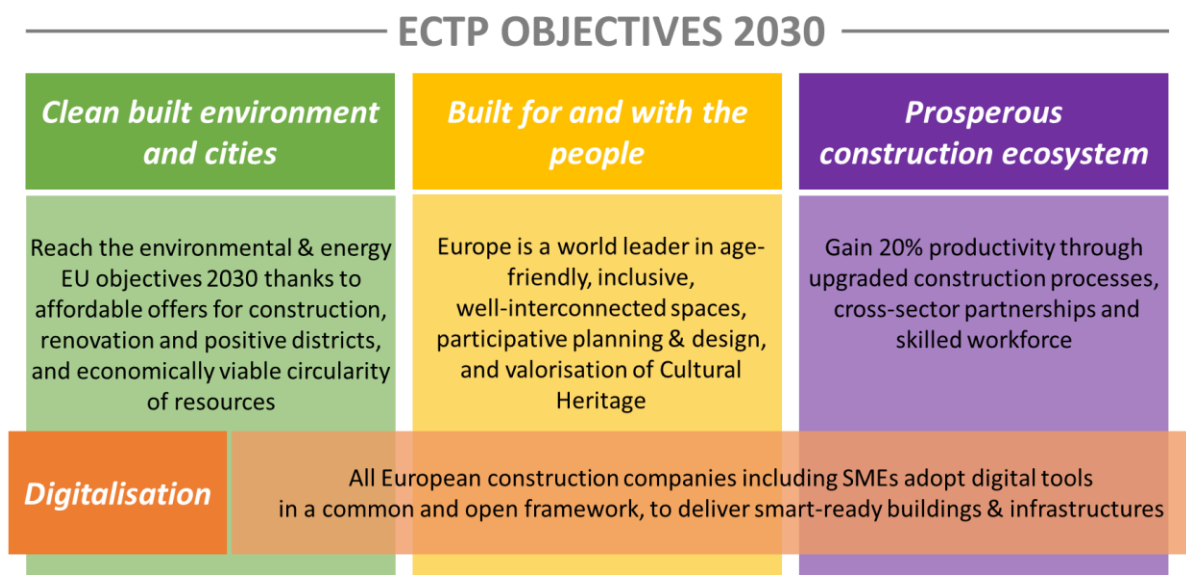 ECTP OBJECTIVES 2030
Clean built environment
and cities
Reach the environmental & energy
EU objectives 2030 thanks to
affordable offers for construction,
renovation and positive districts,
and economically viable circularity
of resources
Built for and with the
people
Europe is a world leader in age-
friendly, inclusive,
well-interconnected spaces,
participative planning & design,
and valorisation of Cultural
Heritage
Prosperous
construction ecosystem
Gain 20% productivity through
upgraded construction processes,
cross-sector partnerships and
skilled workforce
Digitalisation
All European construction companies including SMEs adopt digital tools
in a common and open framework, to deliver smart-ready buildings & infrastructures